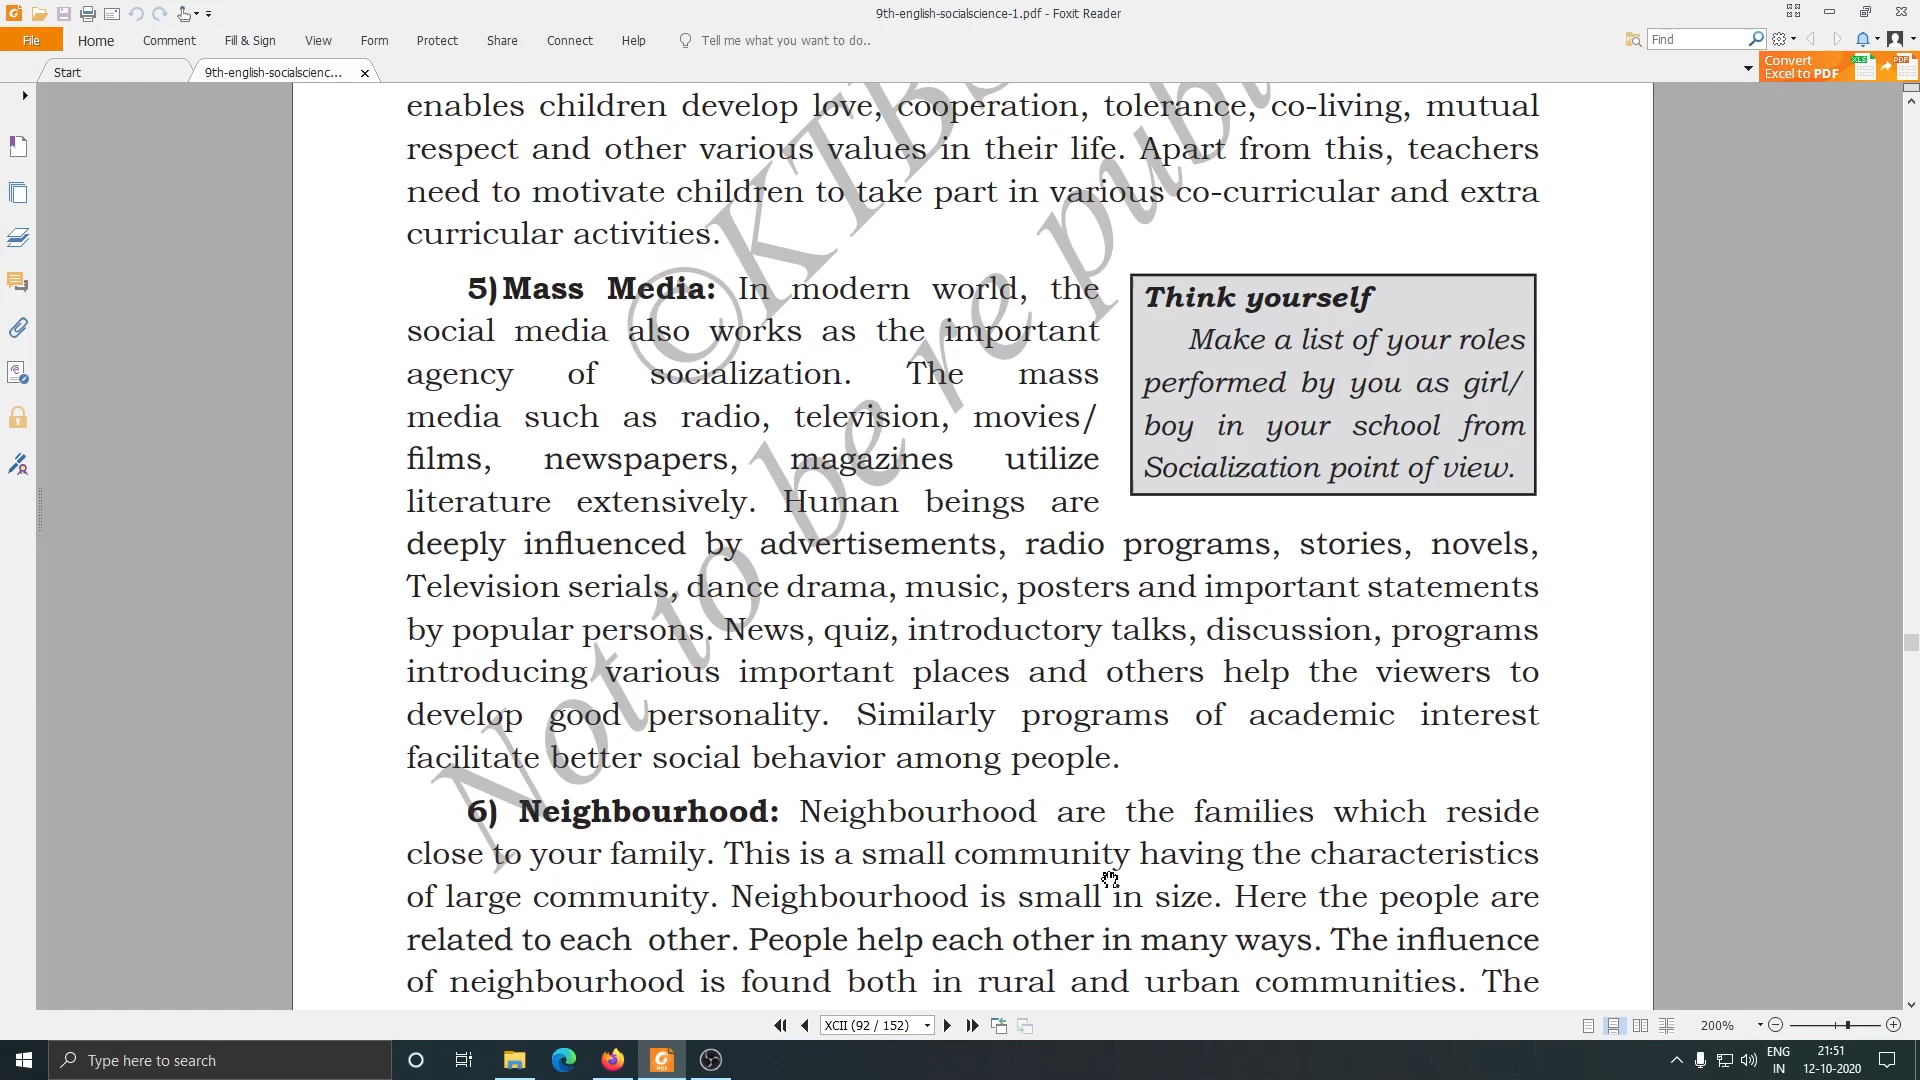 9th-english-socialscience-1.pdf - Foxit Reader
File Home Comment Fill & Sign View Form Protect Share Connect Help Tell me what you want to do.. Find
Start 9th-english-socialscienc... Convert Excel to PDF
enables children develop love, cooperation, tolerance, co-living, mutual
respect and other various values in their life. Apart from this, teachers
need to motivate children to take part in various co-curricular and extra
curricular activities.
5) Mass Media: In modern world, the
social media also works as the important
agency of socialization. The mass
media such as radio, television, movies/
films, newspapers, magazines utilize
literature extensively. Human beings are
deeply influenced by advertisements, radio programs, stories, novels,
Television serials, dance drama, music, posters and important statements
by popular persons. News, quiz, introductory talks, discussion, programs
introducing various important places and others help the viewers to
develop good personality. Similarly programs of academic interest
facilitate better social behavior among people.
Think yourself
Make a list of your roles
performed by you as girl/
boy in your school from
Socialization point of view.
6) Neighbourhood: Neighbourhood are the families which reside
close to your family. This is a small community having the characteristics
of large community. Neighbourhood is small in size. Here the people are
related to each other. People help each other in many ways. The influence
of neighbourhood is found both in rural and urban communities. The
©KTBS
Not to be re publ
XCII (92 / 152) 200%
Type here to search
ENG
IN
21:51
12-10-2020